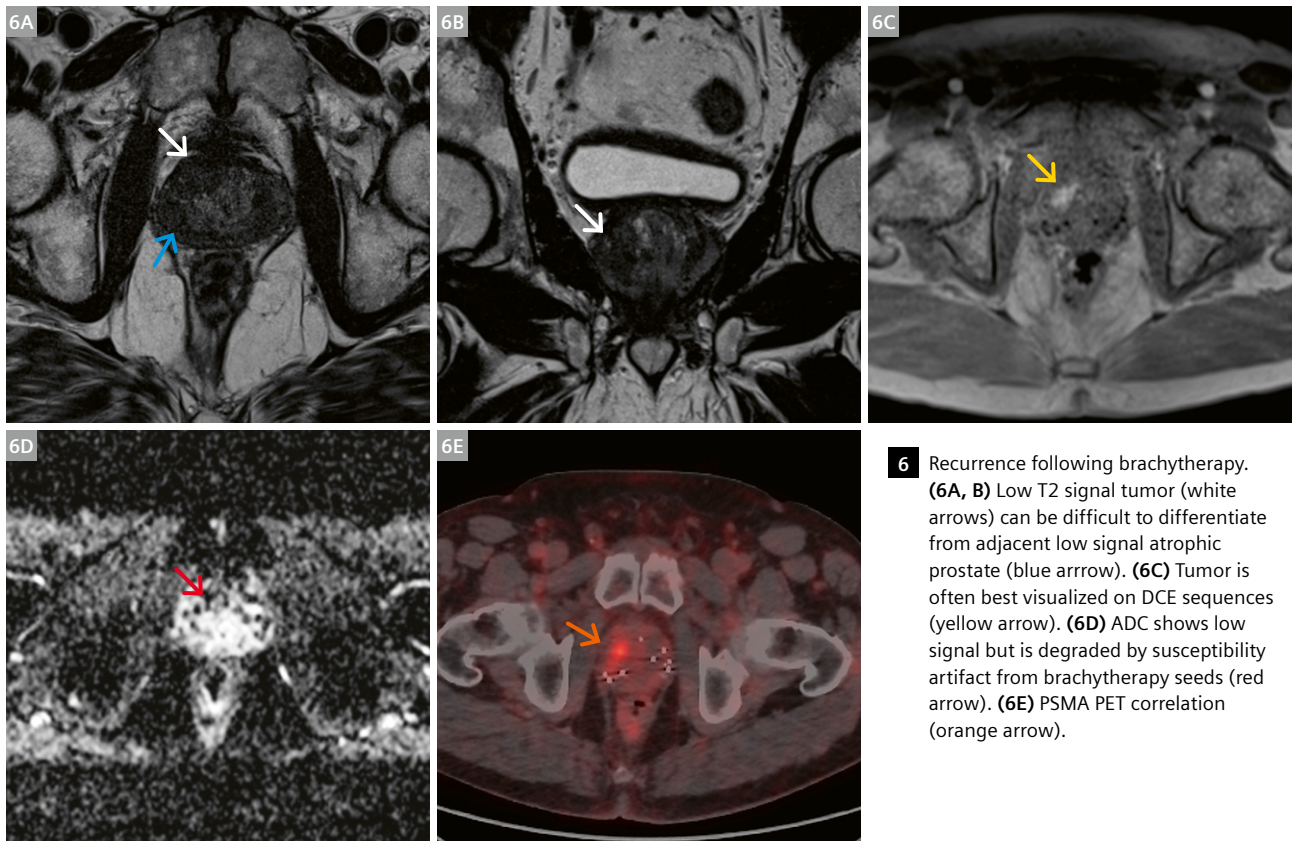 6A
6B
6C
6D
6E
6
Recurrence following brachytherapy.
(6A, B) Low T2 signal tumor (white
arrows) can be difficult to differentiate
from adjacent low signal atrophic
prostate (blue arrrow). (6C) Tumor is
often best visualized on DCE sequences
(yellow arrow). (6D) ADC shows low
signal but is degraded by susceptibility
artifact from brachytherapy seeds (red
arrow). (6E) PSMA PET correlation
(orange arrow).